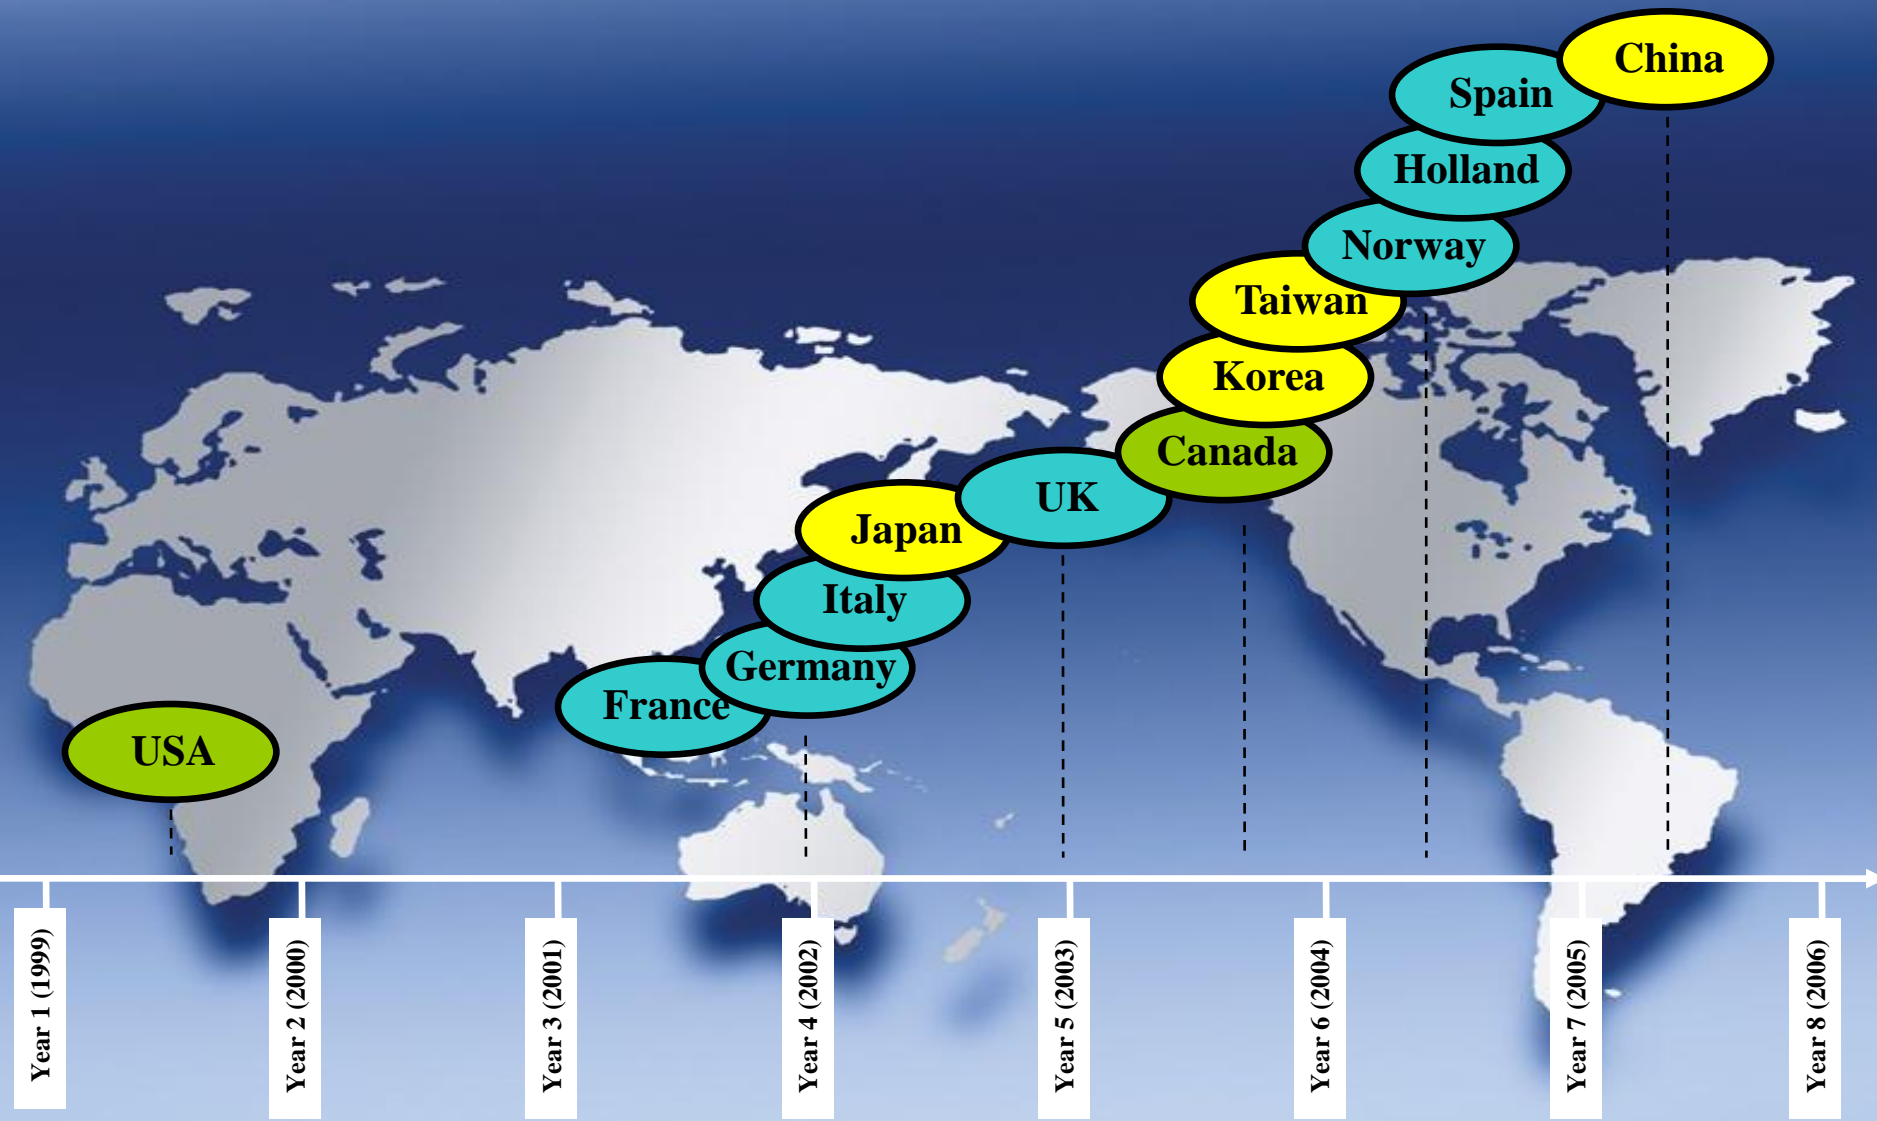 China
Spain
Holland
Norway
Taiwan
Korea
Canada
UK
Japan
Italy
Germany
France
USA
Year 1 (1999)
Year 2 (2000)
Year 3 (2001)
Year 4 (2002)
Year 5 (2003)
Year 6 (2004)
Year 7 (2005)
Year 8 (2006)